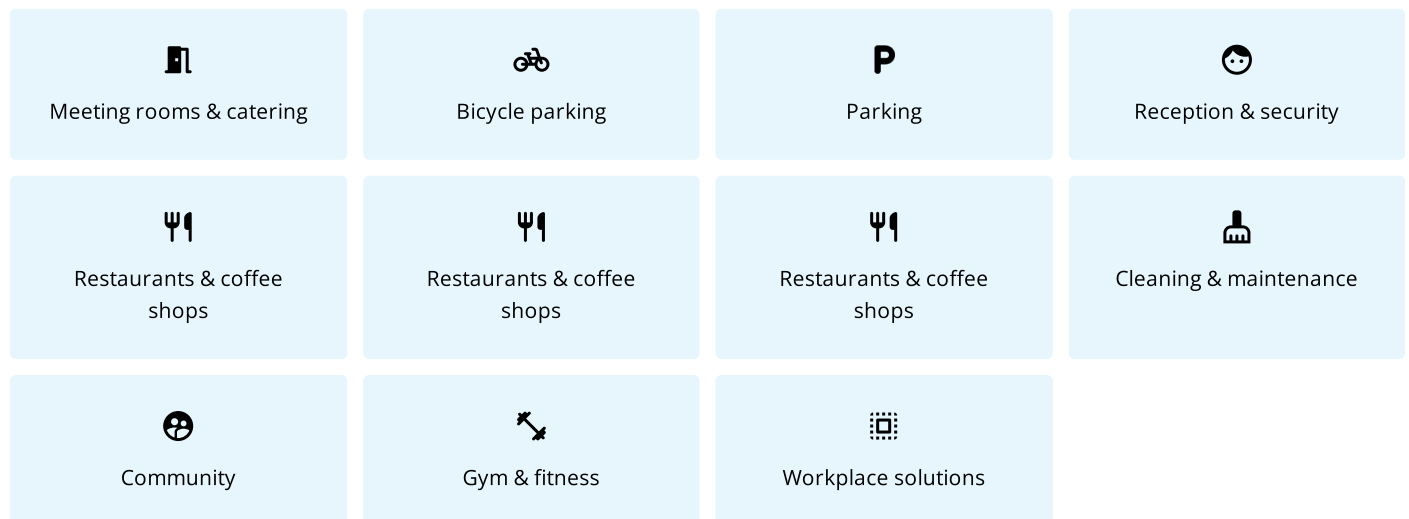 Meeting rooms & catering
Bicycle parking
Parking
Reception & security
Restaurants & coffee
shops
Restaurants & coffee
shops
Restaurants & coffee
shops
Cleaning & maintenance
Community
Gym & fitness
Workplace solutions